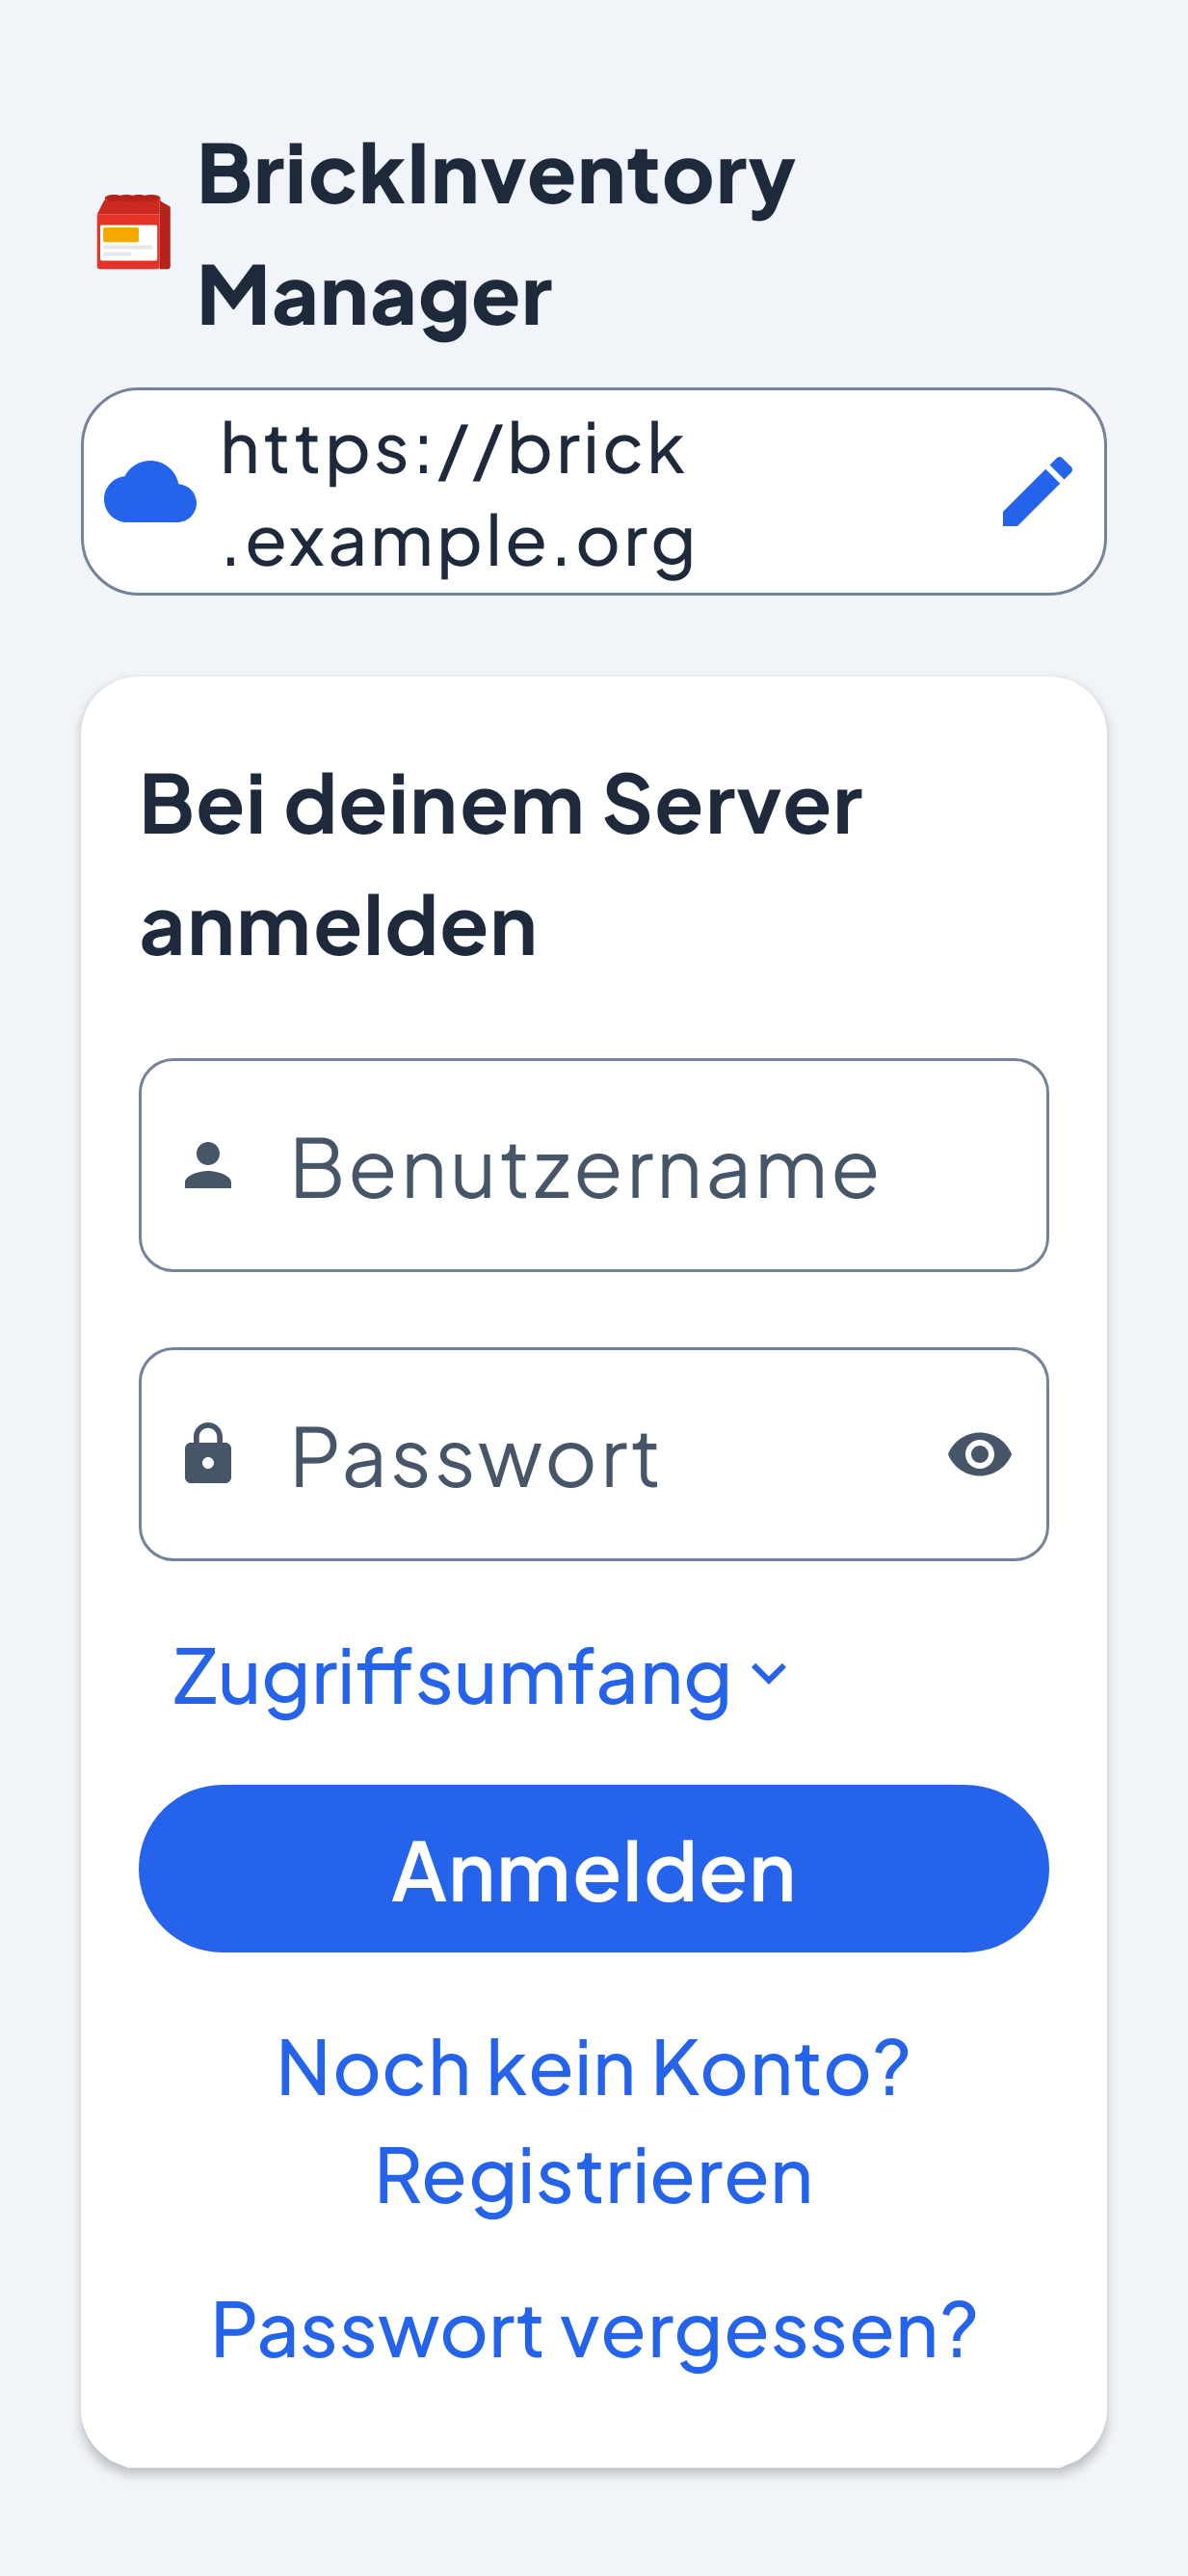 BrickInventory
Manager
https://brick
.example.org
Bei deinem Server
anmelden
Benutzername
Passwort
Zugriffsumfang
Anmelden
Noch kein Konto?
Registrieren
Passwort vergessen?